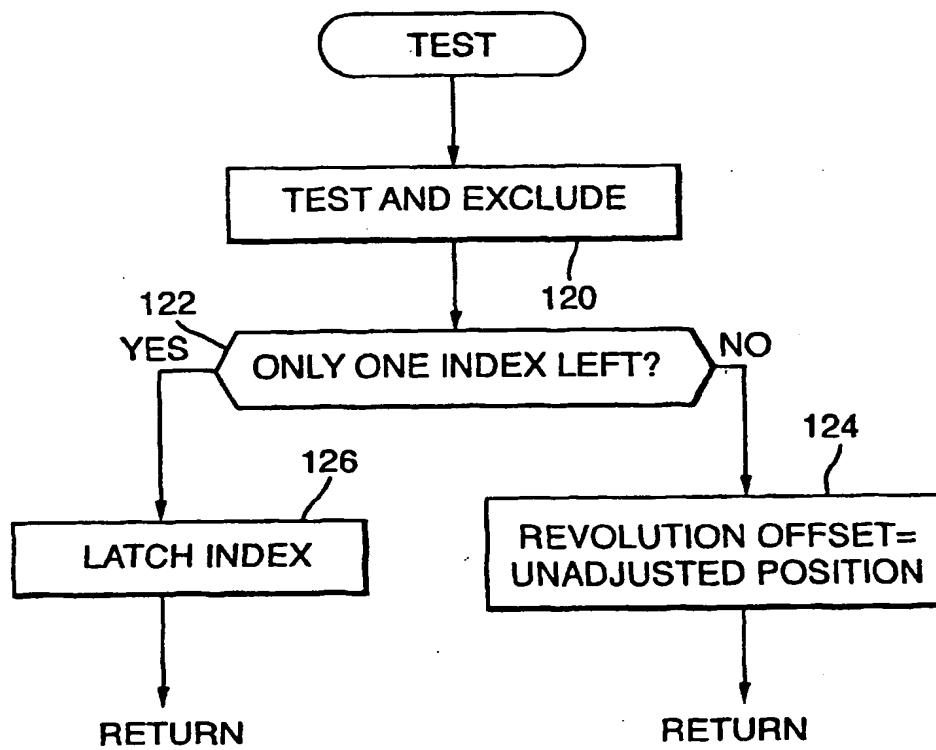 TEST
TEST AND EXCLUDE
120
122
YES
ONLY ONE INDEX LEFT?
NO
124
126
LATCH INDEX
REVOLUTION OFFSET=
UNADJUSTED POSITION
RETURN
RETURN